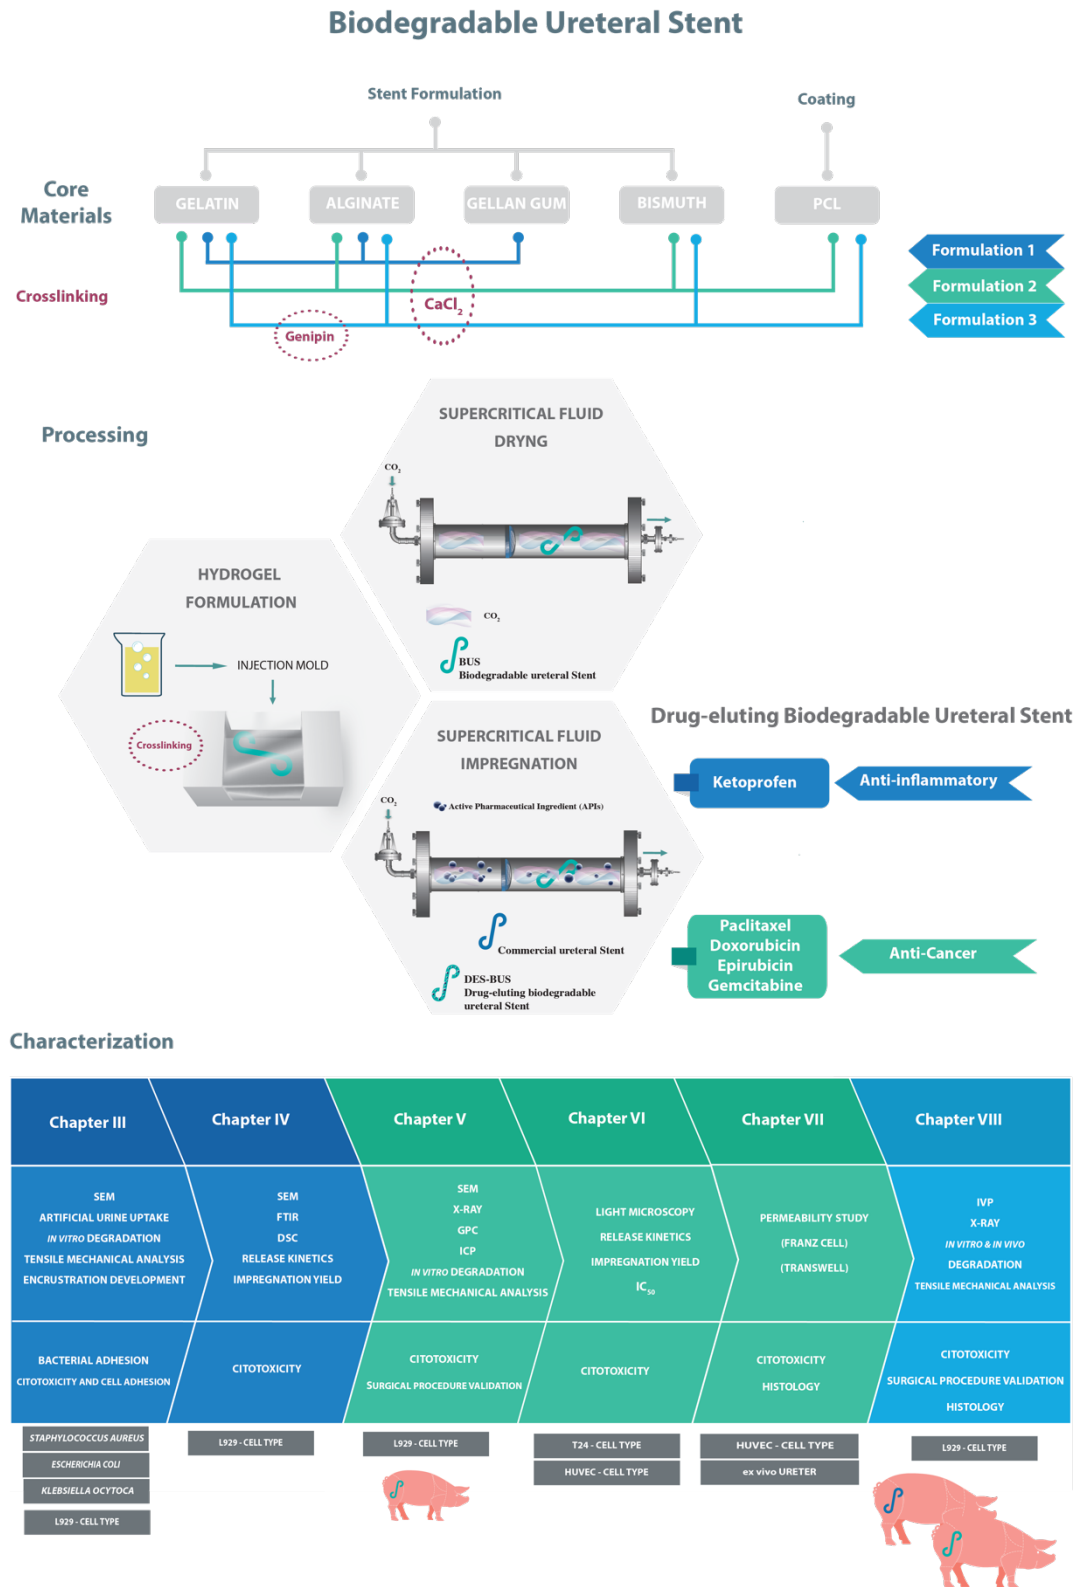 Biodegradable Ureteral Stent
Stent Formulation
Coating
Core
Materials
GELATIN
ALGINATE
GELLAN GUM
BISMUTH
PCL
Formulation 1
Formulation 2
Formulation 3
Crosslinking
CaCl2
Genipin
Processing
SUPERCRITICAL FLUID
DRYNG
CO2
CO2
BUS
Biodegradable ureteral Stent
HYDROGEL
FORMULATION
INJECTION MOLD
Crosslinking
SUPERCRITICAL FLUID
IMPREGNATION
CO2
Active Pharmaceutical Ingredient (APIs)
Commercial ureteral Stent
DES-BUS
Drug-eluting biodegradable
ureteral Stent
Drug-eluting Biodegradable Ureteral Stent
Ketoprofen
Anti-inflammatory
Paclitaxel
Doxorubicin
Epirubicin
Gemcitabine
Anti-Cancer
Characterization
Chapter III
SEM
ARTIFICIAL URINE UPTAKE
IN VITRO DEGRADATION
TENSILE MECHANICAL ANALYSIS
ENCRUSTRATION DEVELOPMENT
BACTERIAL ADHESION
CITOTOXICITY AND CELL ADHESION
STAPHYLOCOCCUS AUREUS
ESCHERICHIA COLI
KLEBSIELLA OCYTOCA
L929 - CELL TYPE
Chapter IV
SEM
FTIR
DSC
RELEASE KINETICS
IMPREGNATION YIELD
CITOTOXICITY
L929 - CELL TYPE
Chapter V
SEM
X-RAY
GPC
ICP
IN VITRO DEGRADATION
TENSILE MECHANICAL ANALYSIS
CITOTOXICITY
SURGICAL PROCEDURE VALIDATION
L929 - CELL TYPE
Chapter VI
LIGHT MICROSCOPY
RELEASE KINETICS
IMPREGNATION YIELD
IC50
CITOTOXICITY
T24 - CELL TYPE
HUVEC - CELL TYPE
Chapter VII
PERMEABILITY STUDY
(FRANZ CELL)
(TRANSWELL)
CITOTOXICITY
HISTOLOGY
HUVEC - CELL TYPE
ex vivo URETER
Chapter VIII
IVP
X-RAY
IN VITRO & IN VIVO
DEGRADATION
TENSILE MECHANICAL ANALYSIS
CITOTOXICITY
SURGICAL PROCEDURE VALIDATION
HISTOLOGY
L929 - CELL TYPE